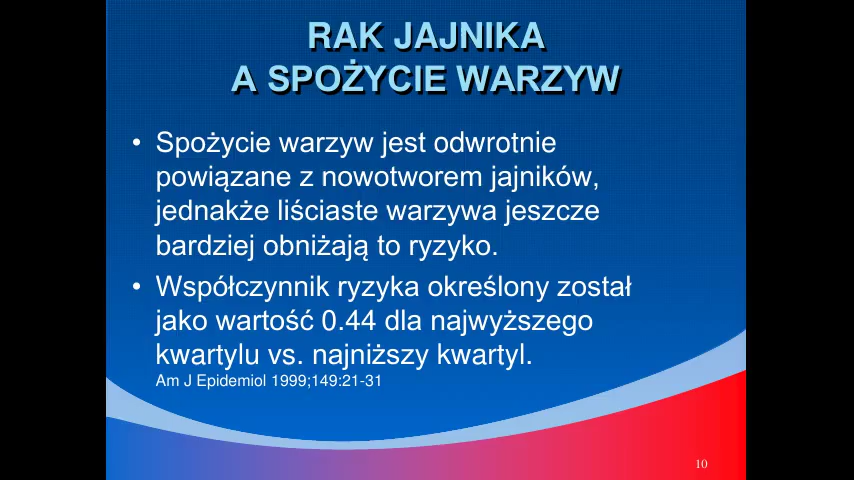 RAK JAJNIKA
A SPOŻYCIE WARZYW
• Spożycie warzyw jest odwrotnie
powiązane z nowotworem jajników,
jednakże liściaste warzywa jeszcze
bardziej obniżają to ryzyko.
• Współczynnik ryzyka określony został
jako wartość 0.44 dla najwyższego
kwartylu vs. najniższy kwartyl.
Am J Epidemiol 1999;149:21-31
10